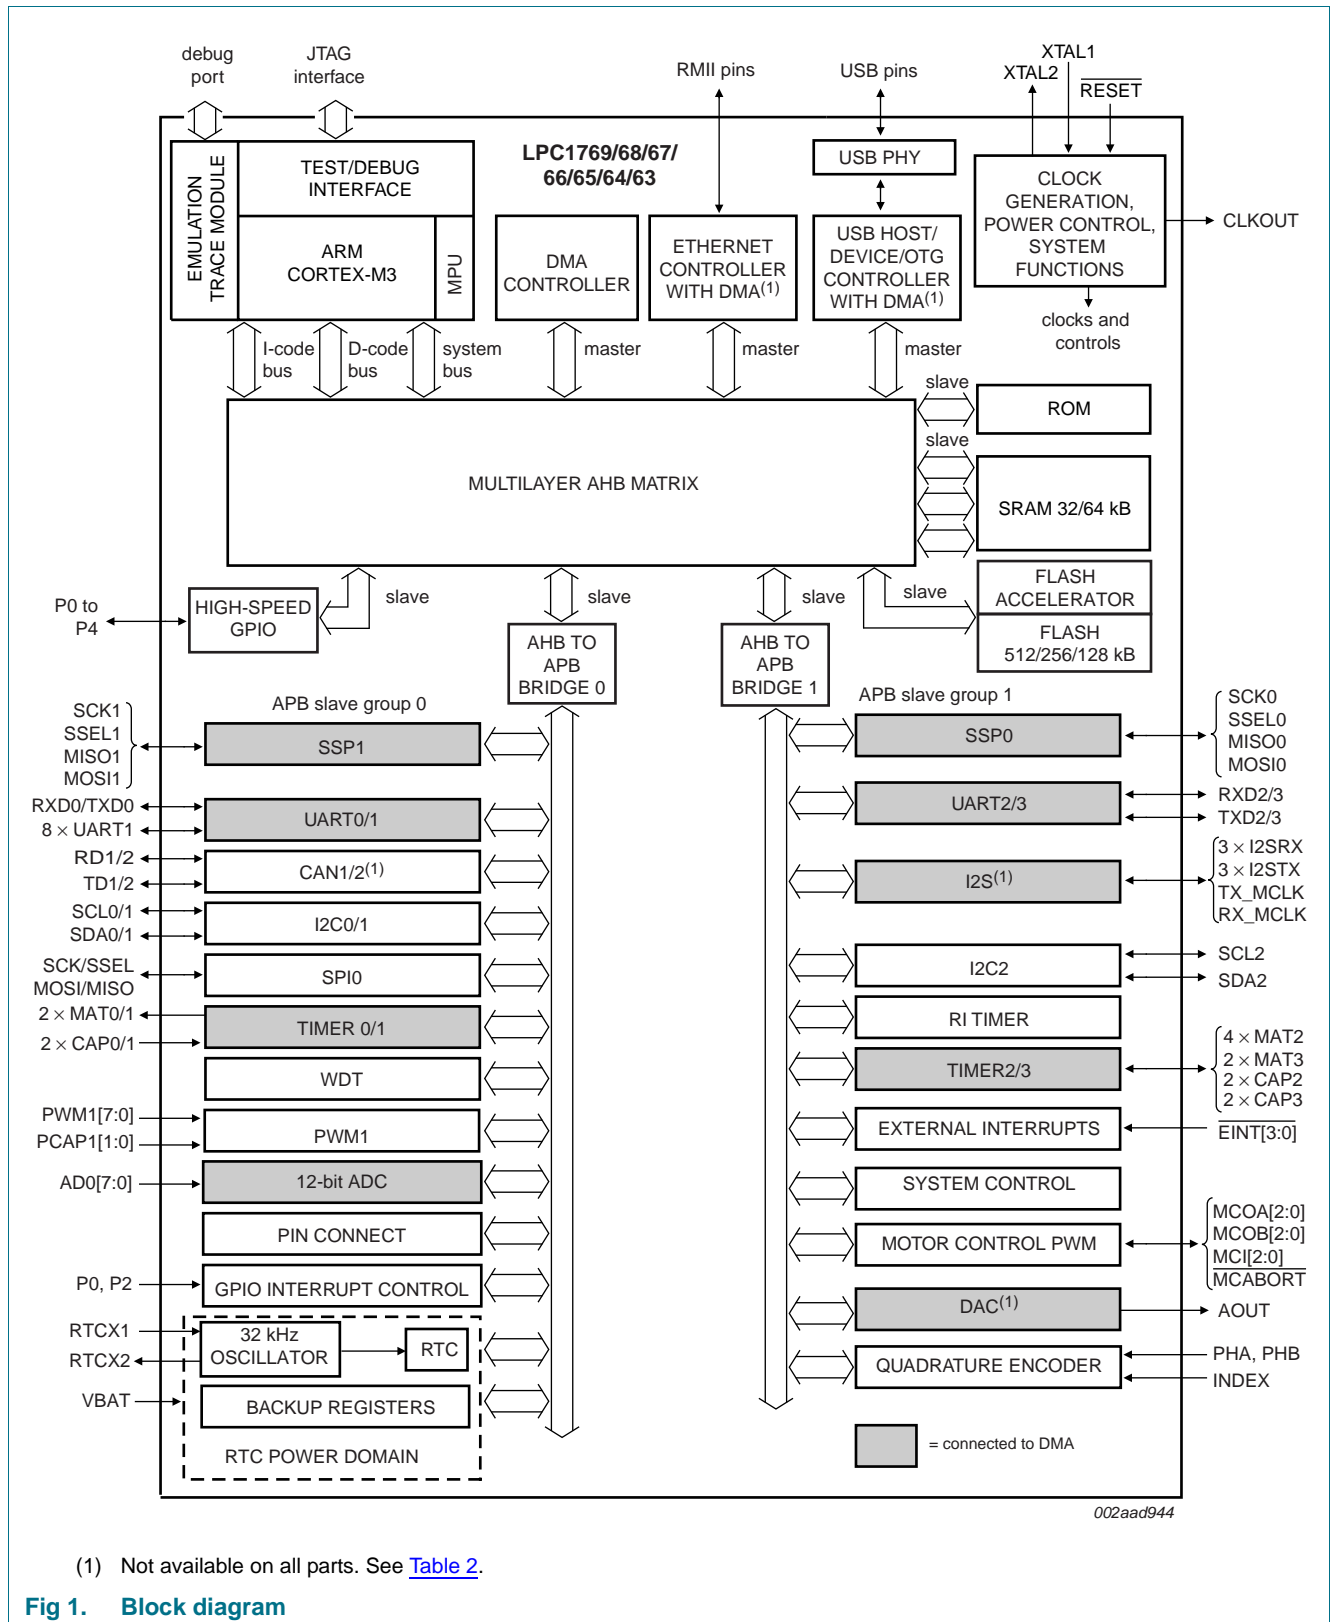 debug
port
JTAG
interface
RMII pins
USB pins
XTAL1
XTAL2
RESET
EMULATION
TRACE MODULE
TEST/DEBUG
INTERFACE
ARM
CORTEX-M3
MPU
LPC1769/68/67/
66/65/64/63
DMA
CONTROLLER
ETHERNET
CONTROLLER
WITH DMA(1)
USB PHY
USB HOST/
DEVICE/OTG
CONTROLLER
WITH DMA(1)
CLOCK
GENERATION,
POWER CONTROL,
SYSTEM
FUNCTIONS
CLKOUT
clocks and
controls
I-code
bus
D-code
bus
system
bus
master
master
master
slave
ROM
slave
MULTILAYER AHB MATRIX
SRAM 32/64 kB
FLASH
ACCELERATOR
FLASH
512/256/128 kB
P0 to
P4
HIGH-SPEED
GPIO
slave
slave
slave
slave
AHB TO
APB
BRIDGE 0
AHB TO
APB
BRIDGE 1
APB slave group 0
SCK1
SSEL1
MISO1
MOSI1
SSP1
RXD0/TXD0
8 × UART1
UART0/1
RD1/2
TD1/2
CAN1/2(1)
SCL0/1
SDA0/1
I2C0/1
SCK/SSEL
MOSI/MISO
SPI0
2 × MAT0/1
2 × CAP0/1
TIMER 0/1
WDT
PWM1[7:0]
PCAP1[1:0]
PWM1
AD0[7:0]
12-bit ADC
PIN CONNECT
P0, P2
GPIO INTERRUPT CONTROL
RTCX1
RTCX2
32 kHz
OSCILLATOR
RTC
VBAT
BACKUP REGISTERS
RTC POWER DOMAIN
APB slave group 1
SSP0
SCK0
SSEL0
MISO0
MOSI0
UART2/3
RXD2/3
TXD2/3
I2S(1)
3 × I2SRX
3 × I2STX
TX_MCLK
RX_MCLK
I2C2
SCL2
SDA2
RI TIMER
TIMER2/3
4 × MAT2
2 × MAT3
2 × CAP2
2 × CAP3
EXTERNAL INTERRUPTS
EINT[3:0]
SYSTEM CONTROL
MOTOR CONTROL PWM
MCOA[2:0]
MCOB[2:0]
MCI[2:0]
MCABORT
DAC(1)
AOUT
QUADRATURE ENCODER
PHA, PHB
INDEX
= connected to DMA
002aad944
(1) Not available on all parts. See Table 2.
Fig 1. Block diagram